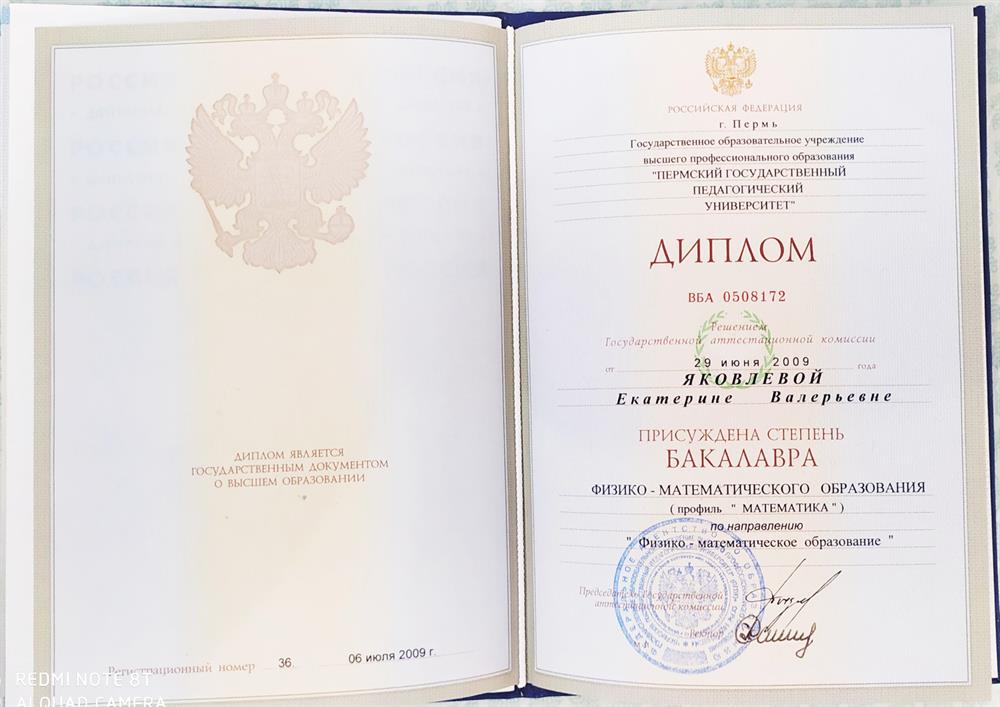 ДИПЛОМ ЯВЛЯЕТСЯ
ГОСУДАРСТВЕННЫМ ДОКУМЕНТОМ
О ВЫСШЕМ ОБРАЗОВАНИИ
Регистрационный номер 36 06 июля 2009 г.
REDMI NOTE 8T
AI QUAD CAMERA
РОССИЙСКАЯ ФЕДЕРАЦИЯ
г. Пермь
Государственное образовательное учреждение
высшего профессионального образования
"ПЕРМСКИЙ ГОСУДАРСТВЕННЫЙ
ПЕДАГОГИЧЕСКИЙ
УНИВЕРСИТЕТ"
ДИПЛОМ
ВБА 0508172
Решением
Государственной аттестационной комиссии
от 29 июня 2009 года
ЯКОВЛЕВОЙ
Екатерине Валерьевне
ПРИСУЖДЕНА СТЕПЕНЬ
БАКАЛАВРА
ФИЗИКО - МАТЕМАТИЧЕСКОГО ОБРАЗОВАНИЯ
( профиль " МАТЕМАТИКА " )
по направлению
" Физико - математическое образование "
Председатель Государственной
аттестационной комиссии
Ректор